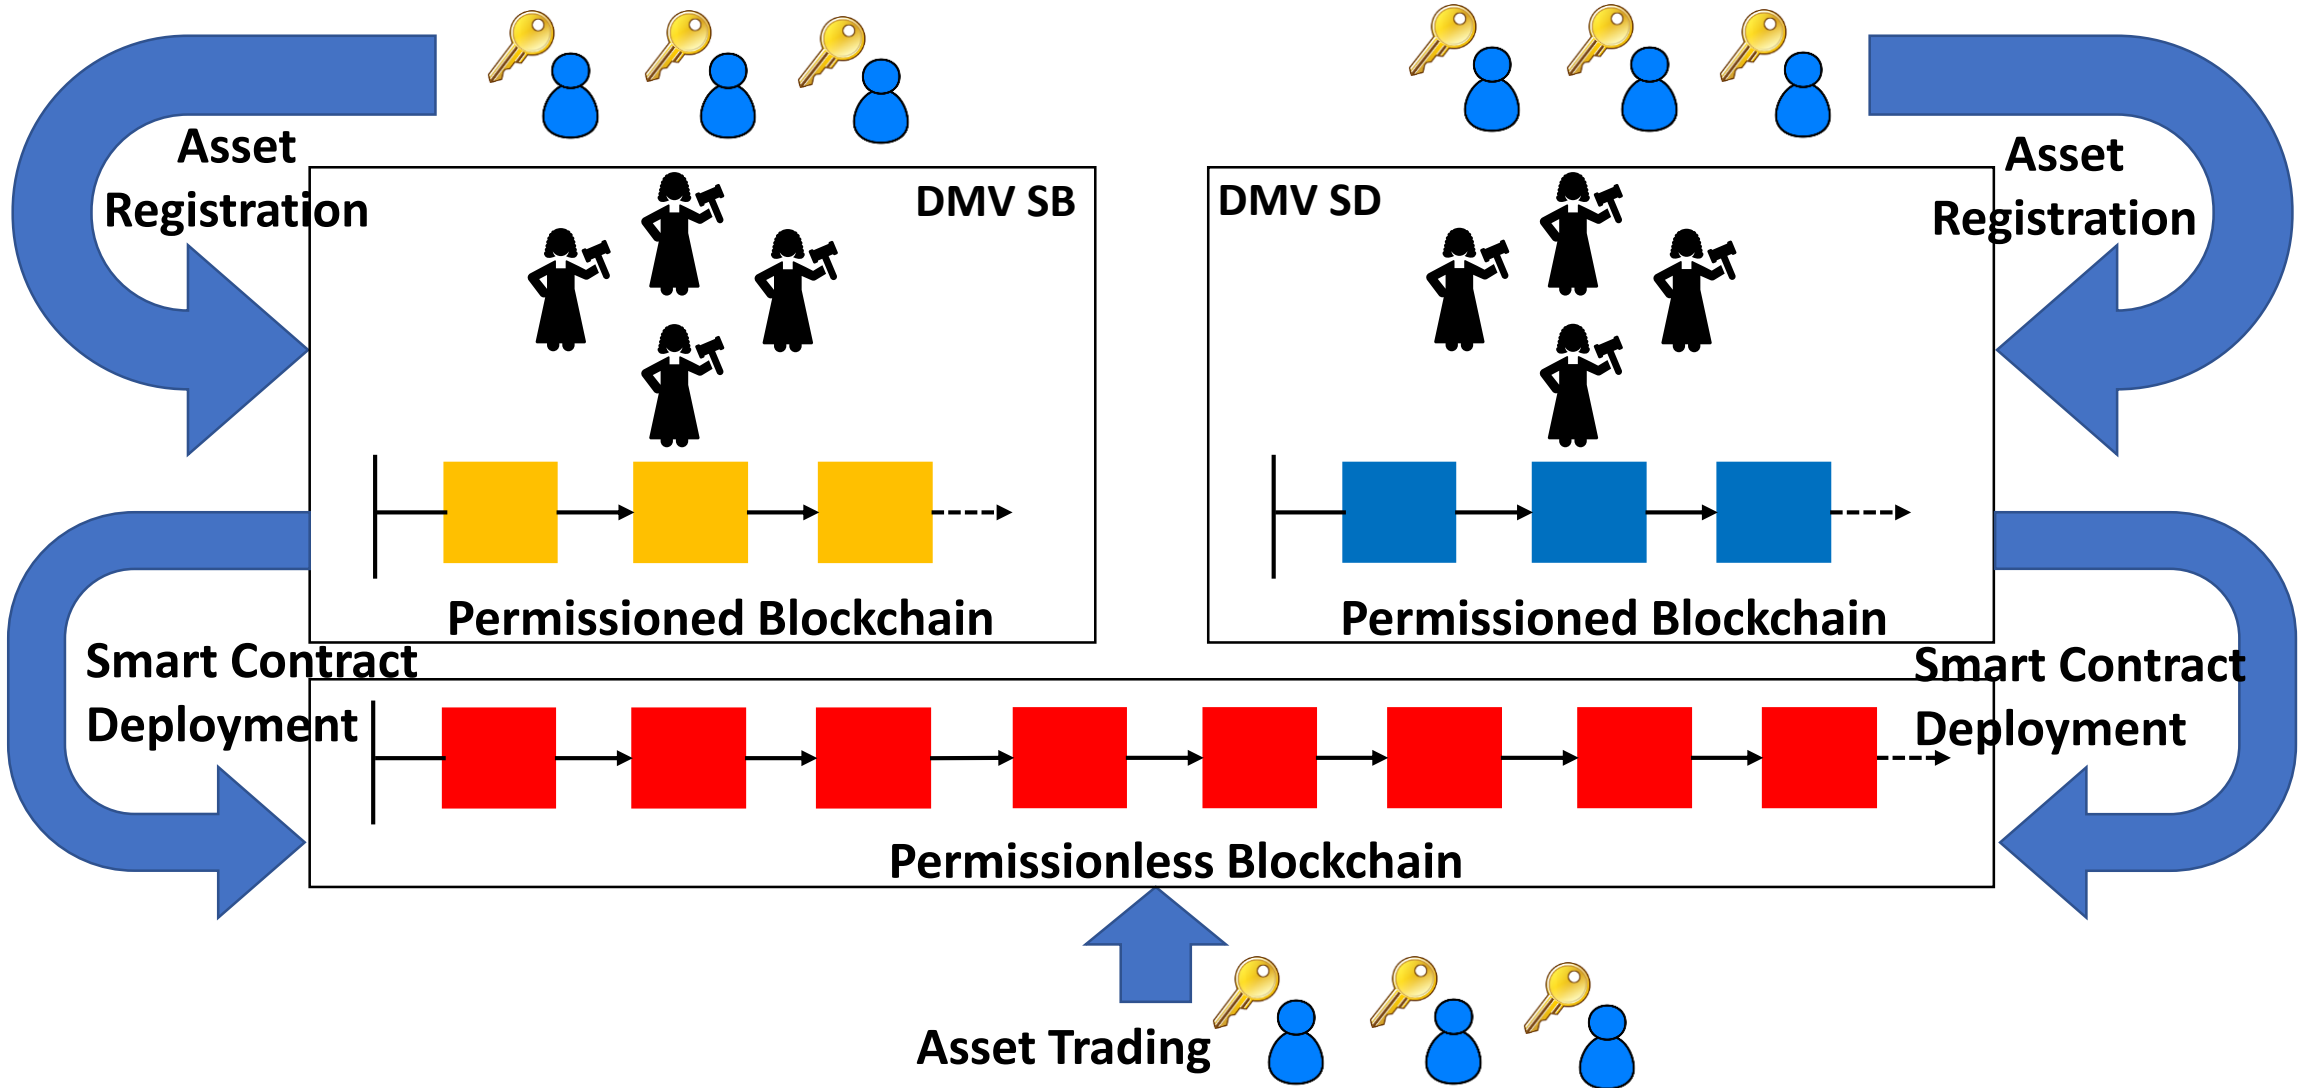 Asset
Registration
DMV SB
DMV SD
Asset
Registration
Permissioned Blockchain
Permissioned Blockchain
Smart Contract
Deployment
Smart Contract
Deployment
Permissionless Blockchain
Asset Trading